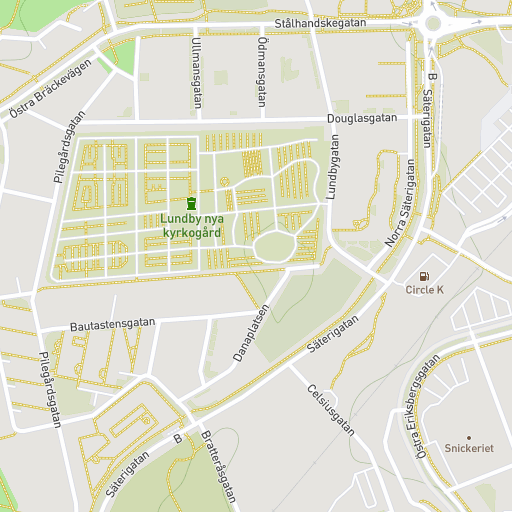 Stålhandskegatan
Ullmansgatan
Ödmansgatan
Östra Bräckevägen
B
Säterigatan
Douglasgatan
Pilegårdsgatan
Lundbygatan
Lundby nya
kyrkogård
Norra Säterigatan
Circle K
Bautastensgatan
Danaplatsen
Säterigatan
Pilegårdsgatan
Celsiusgatan
Östra Eriksbergsgatan
B
Säterigatan
Bratteråsgatan
Snickeriet